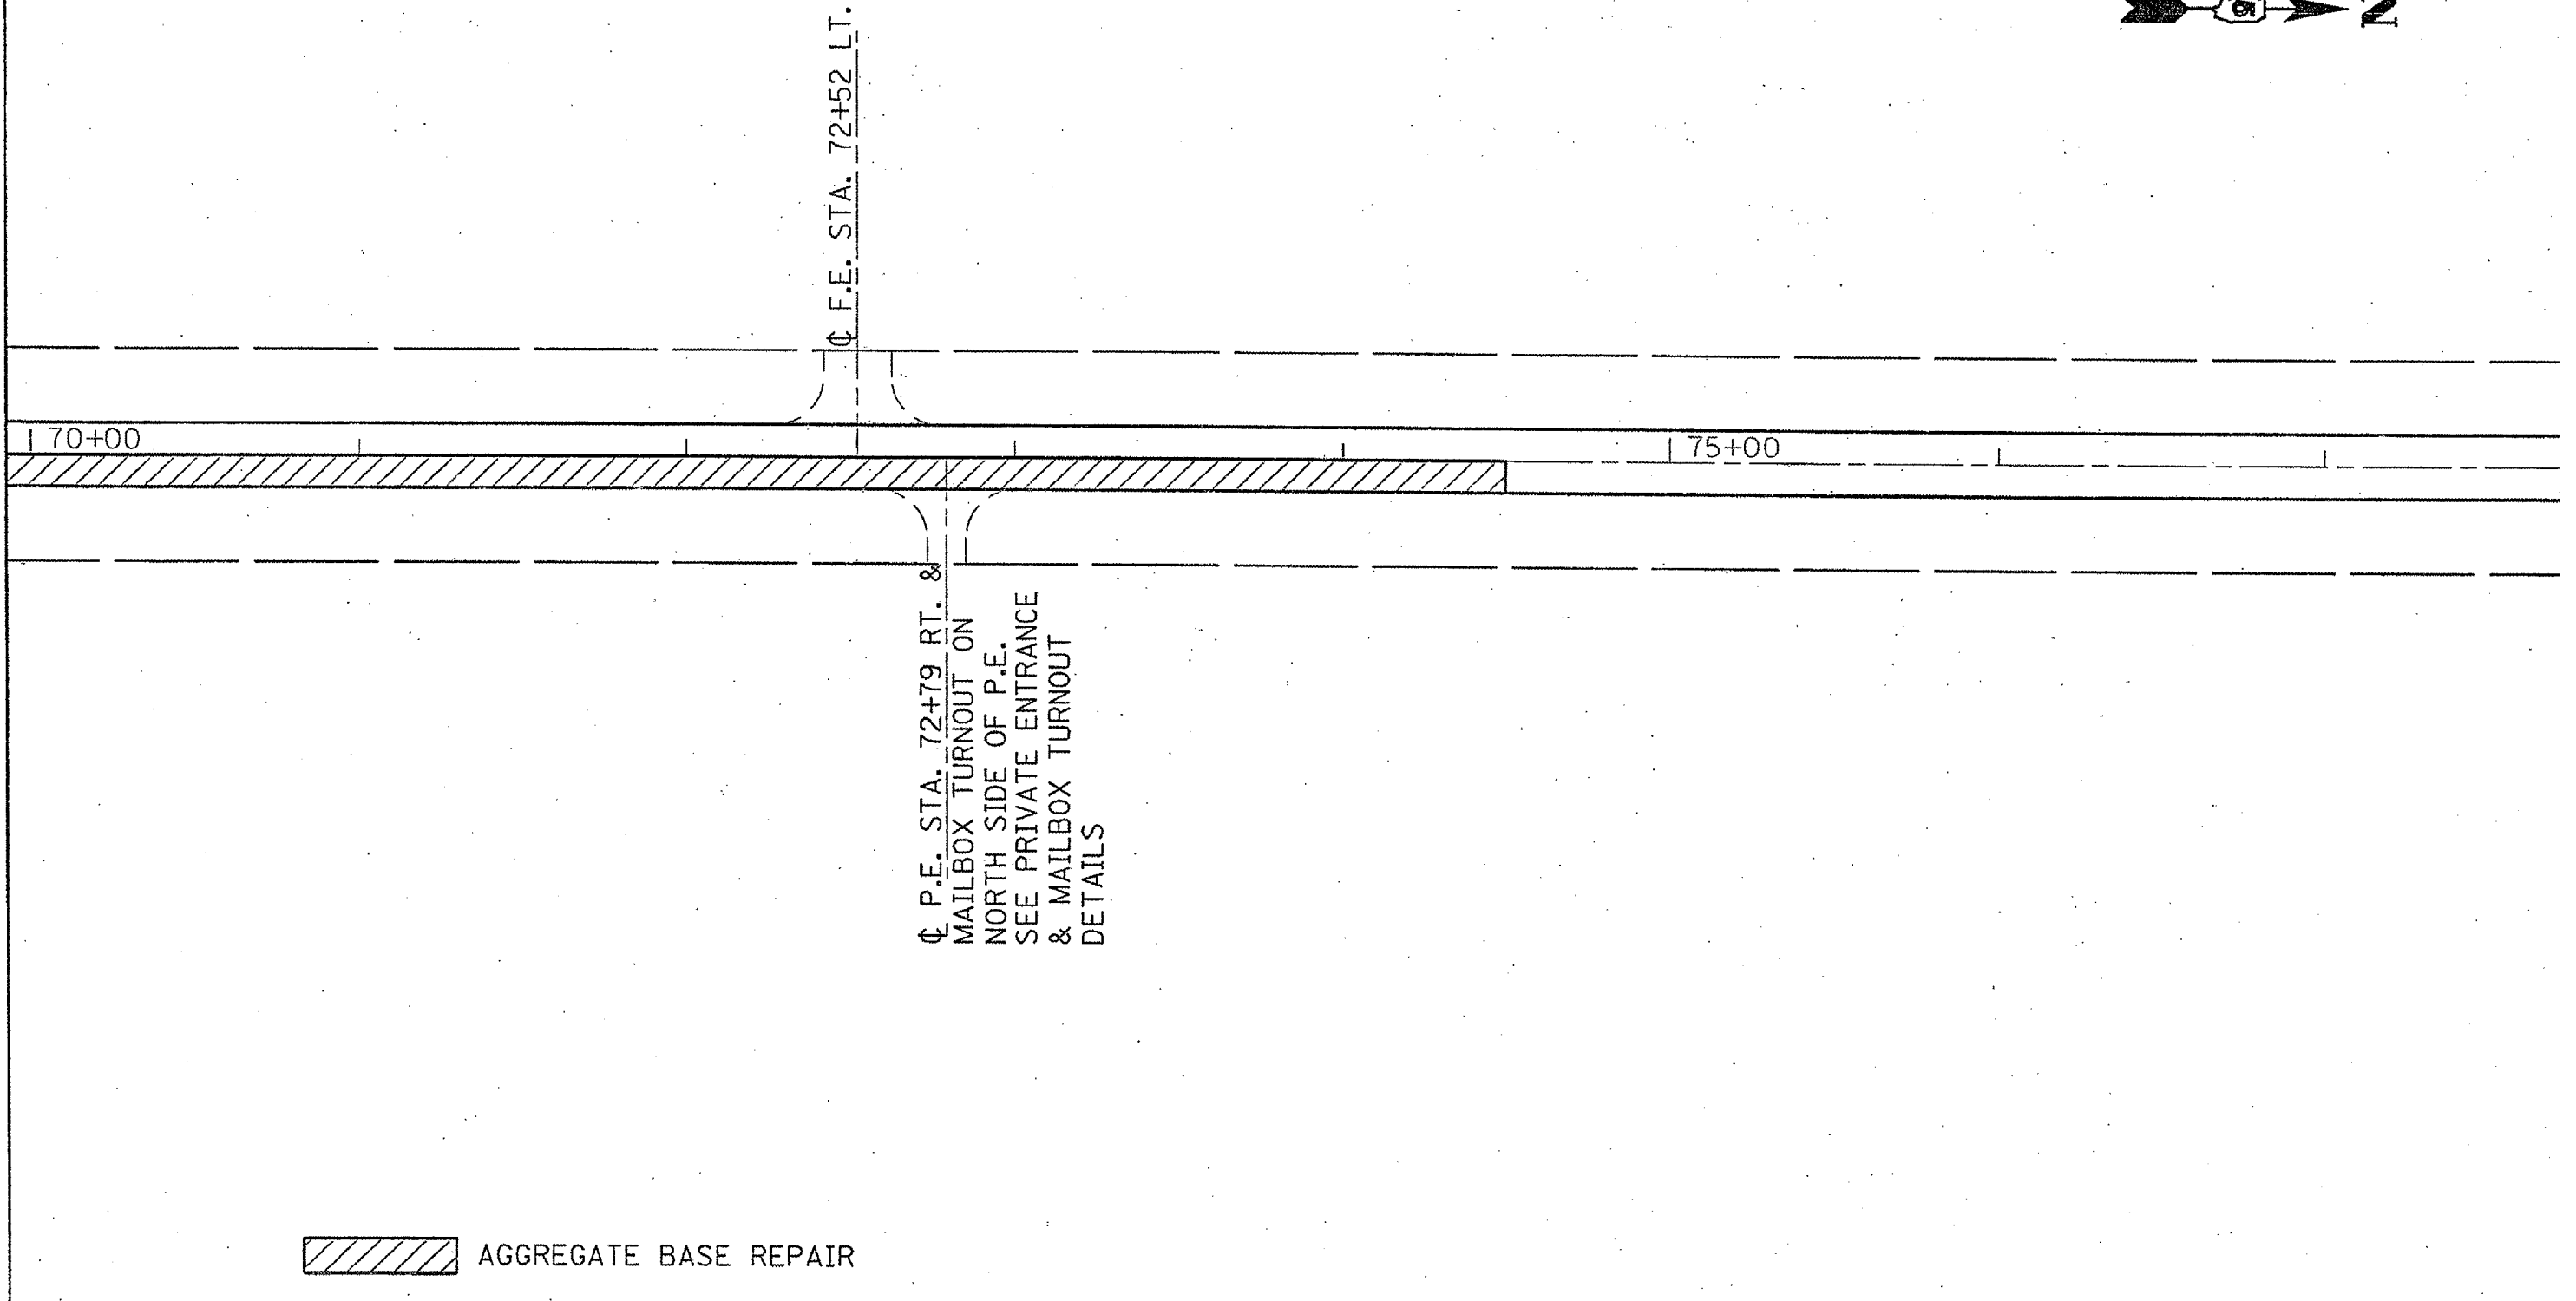 N
℄ F.E. STA. 72+52 LT.
70+00
75+00
℄ P.E. STA. 72+79 RT. &
MAILBOX TURNOUT ON
NORTH SIDE OF P.E.
SEE PRIVATE ENTRANCE
& MAILBOX TURNOUT
DETAILS
AGGREGATE BASE REPAIR